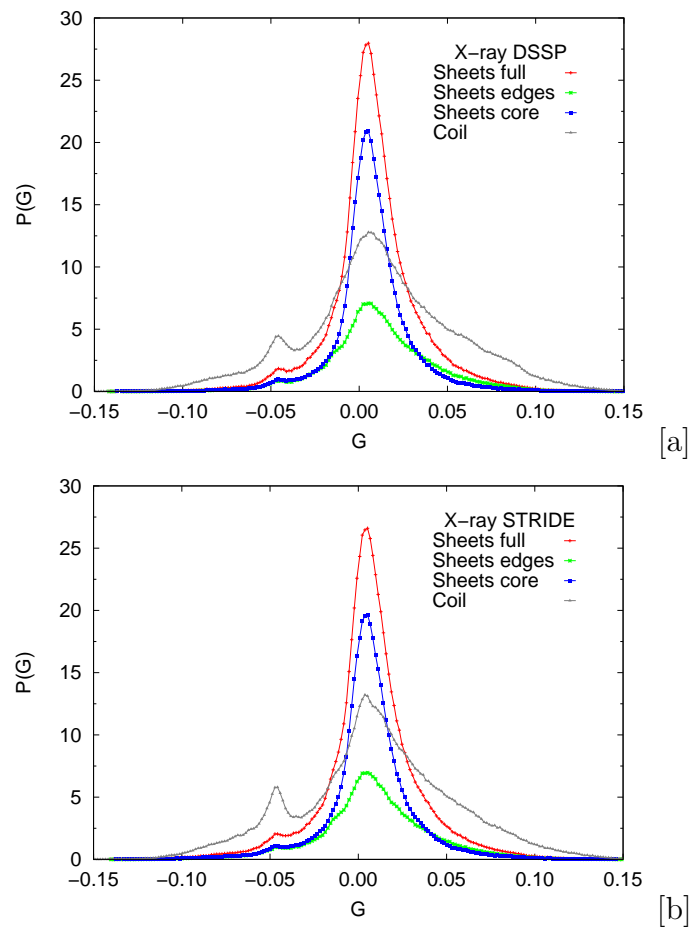 30
X−ray DSSP
Sheets full
25
Sheets edges
Sheets core
Coil
20
P(G)
15
10
5
0
−0.15 −0.10 −0.05 0.00 0.05 0.10 0.15
G
[a]
30
X−ray STRIDE
Sheets full
25
Sheets edges
Sheets core
Coil
20
P(G)
15
10
5
0
−0.15 −0.10 −0.05 0.00 0.05 0.10 0.15
G
[b]